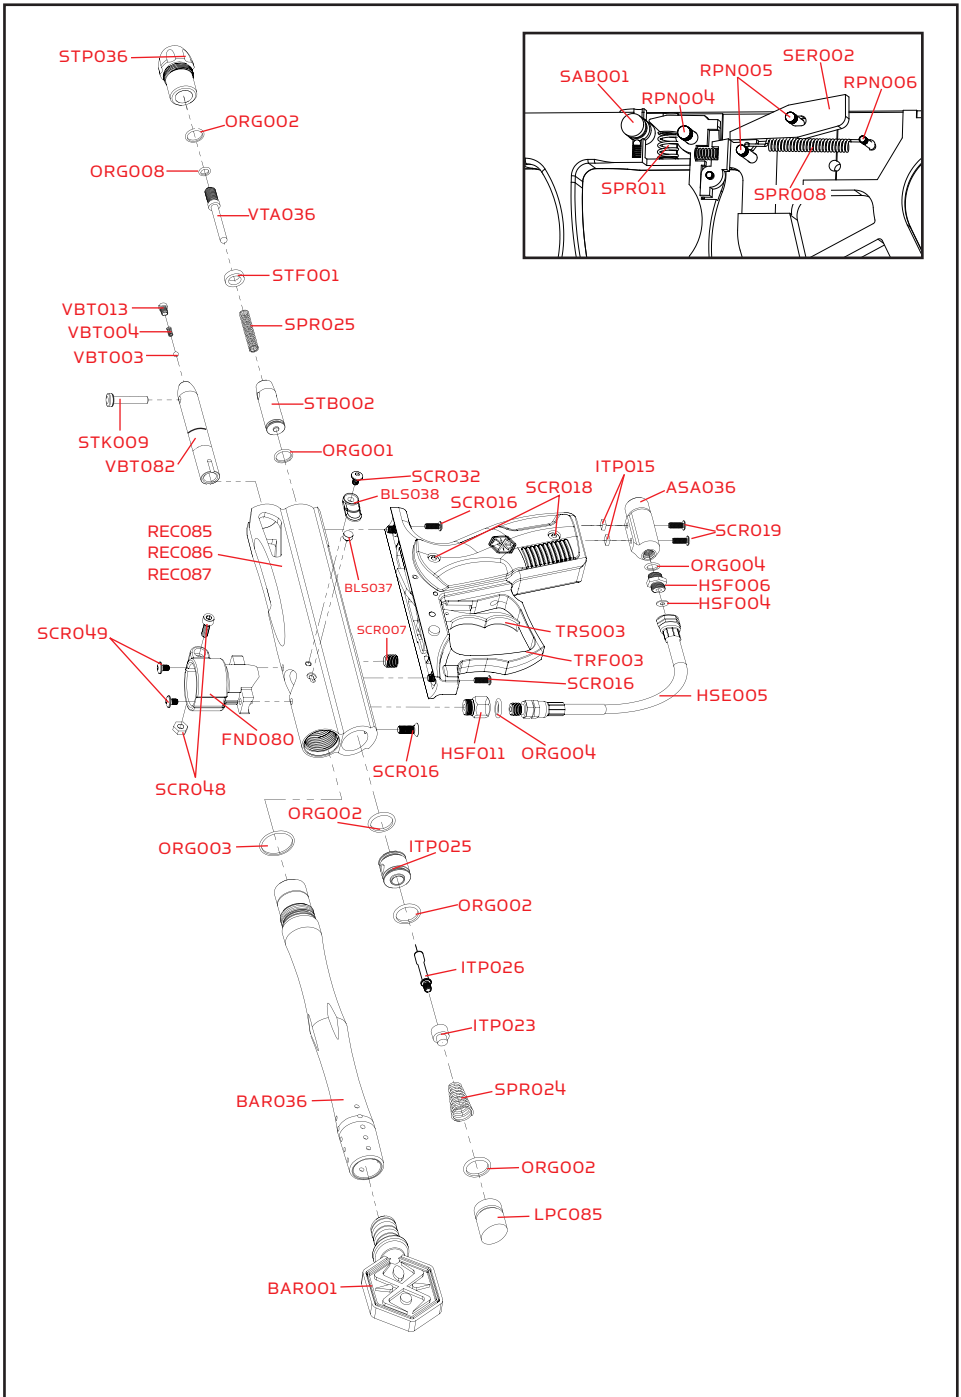 STP036
ORG002
ORG008
VTA036
STF001
VBT013
VBT004
VBT003
SPR025
STK009
VBT082
STB002
ORG001
SAB001
RPN004
RPN005
SER002
RPN006
SPR011
SPR008
SCR032
BLS038
SCR016
SCR018
ITP015
ASA036
SCR019
ORG004
HSF006
HSF004
REC085
REC086
REC087
BLS037
SCR007
TRS003
TRF003
SCR016
HSE005
SCR049
FND080
SCR048
SCR016
HSF011
ORG004
ORG002
ORG003
ITP025
ORG002
ITP026
ITP023
SPR024
BAR036
ORG002
LPC085
BAR001